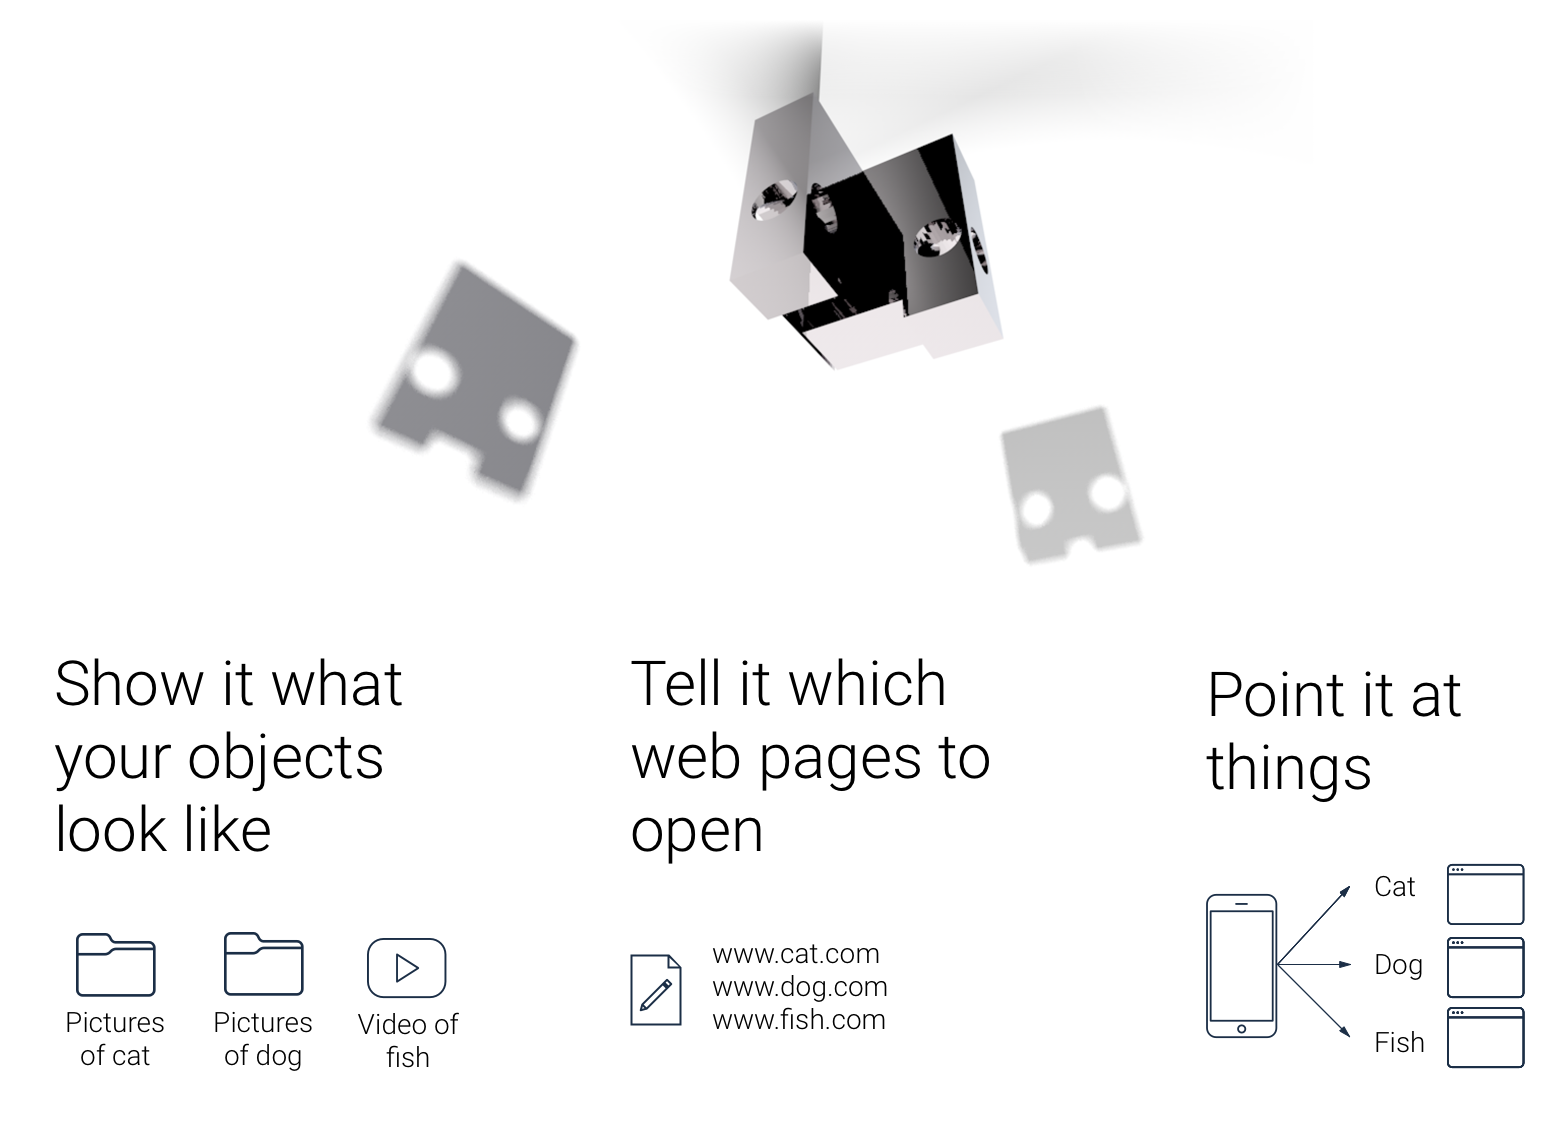 Show it what
your objects
look like
Pictures
of cat
Pictures
of dog
Video of
fish
Tell it which
web pages to
open
www.cat.com
www.dog.com
www.fish.com
Point it at
things
Cat
Dog
Fish